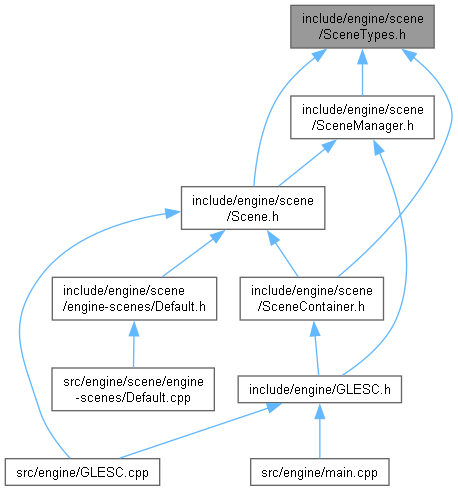 include/engine/scene
/SceneTypes.h
include/engine/scene
/SceneManager.h
include/engine/scene
/Scene.h
include/engine/scene
/engine-scenes/Default.h
include/engine/scene
/SceneContainer.h
src/engine/scene/engine
-scenes/Default.cpp
include/engine/GLESC.h
src/engine/GLESC.cpp
src/engine/main.cpp